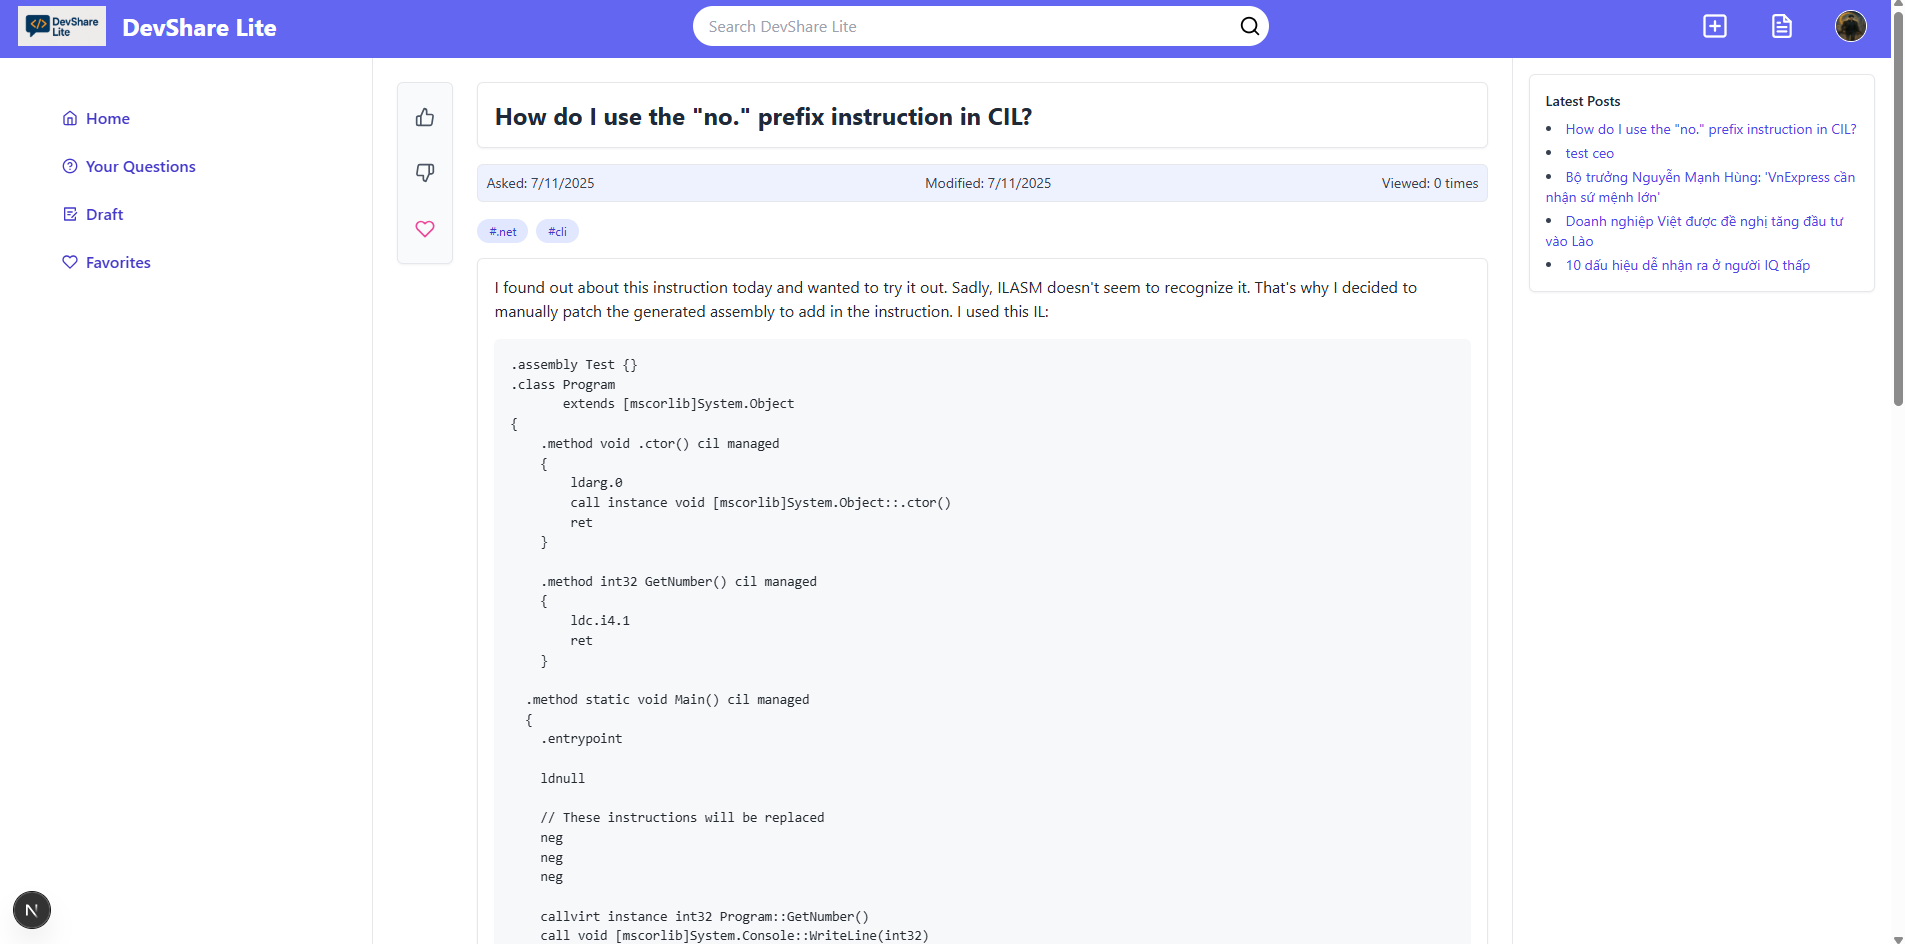 DevShare
Lite
DevShare Lite
Search DevShare Lite
Home
Your Questions
Draft
Favorites
How do I use the "no." prefix instruction in CIL?
Asked: 7/11/2025
Modified: 7/11/2025
Viewed: 0 times
#.net
#cli
I found out about this instruction today and wanted to try it out. Sadly, ILASM doesn't seem to recognize it. That's why I decided to
manually patch the generated assembly to add in the instruction. I used this IL:
.assembly Test {}
.class Program
extends [mscorlib]System.Object
{
.method void .ctor() cil managed
{
ldarg.0
call instance void [mscorlib]System.Object::.ctor()
ret
}
.method int32 GetNumber() cil managed
{
ldc.i4.1
ret
}
.method static void Main() cil managed
{
.entrypoint
ldnull
// These instructions will be replaced
neg
neg
neg
callvirt instance int32 Program::GetNumber()
call void [mscorlib]System.Console::WriteLine(int32)
Latest Posts
How do I use the "no." prefix instruction in CIL?
test ceo
Bộ trưởng Nguyễn Mạnh Hùng: 'VnExpress cần
nhận sứ mệnh lớn'
Doanh nghiệp Việt được đề nghị tăng đầu tư
vào Lào
10 dấu hiệu dễ nhận ra ở người IQ thấp
N